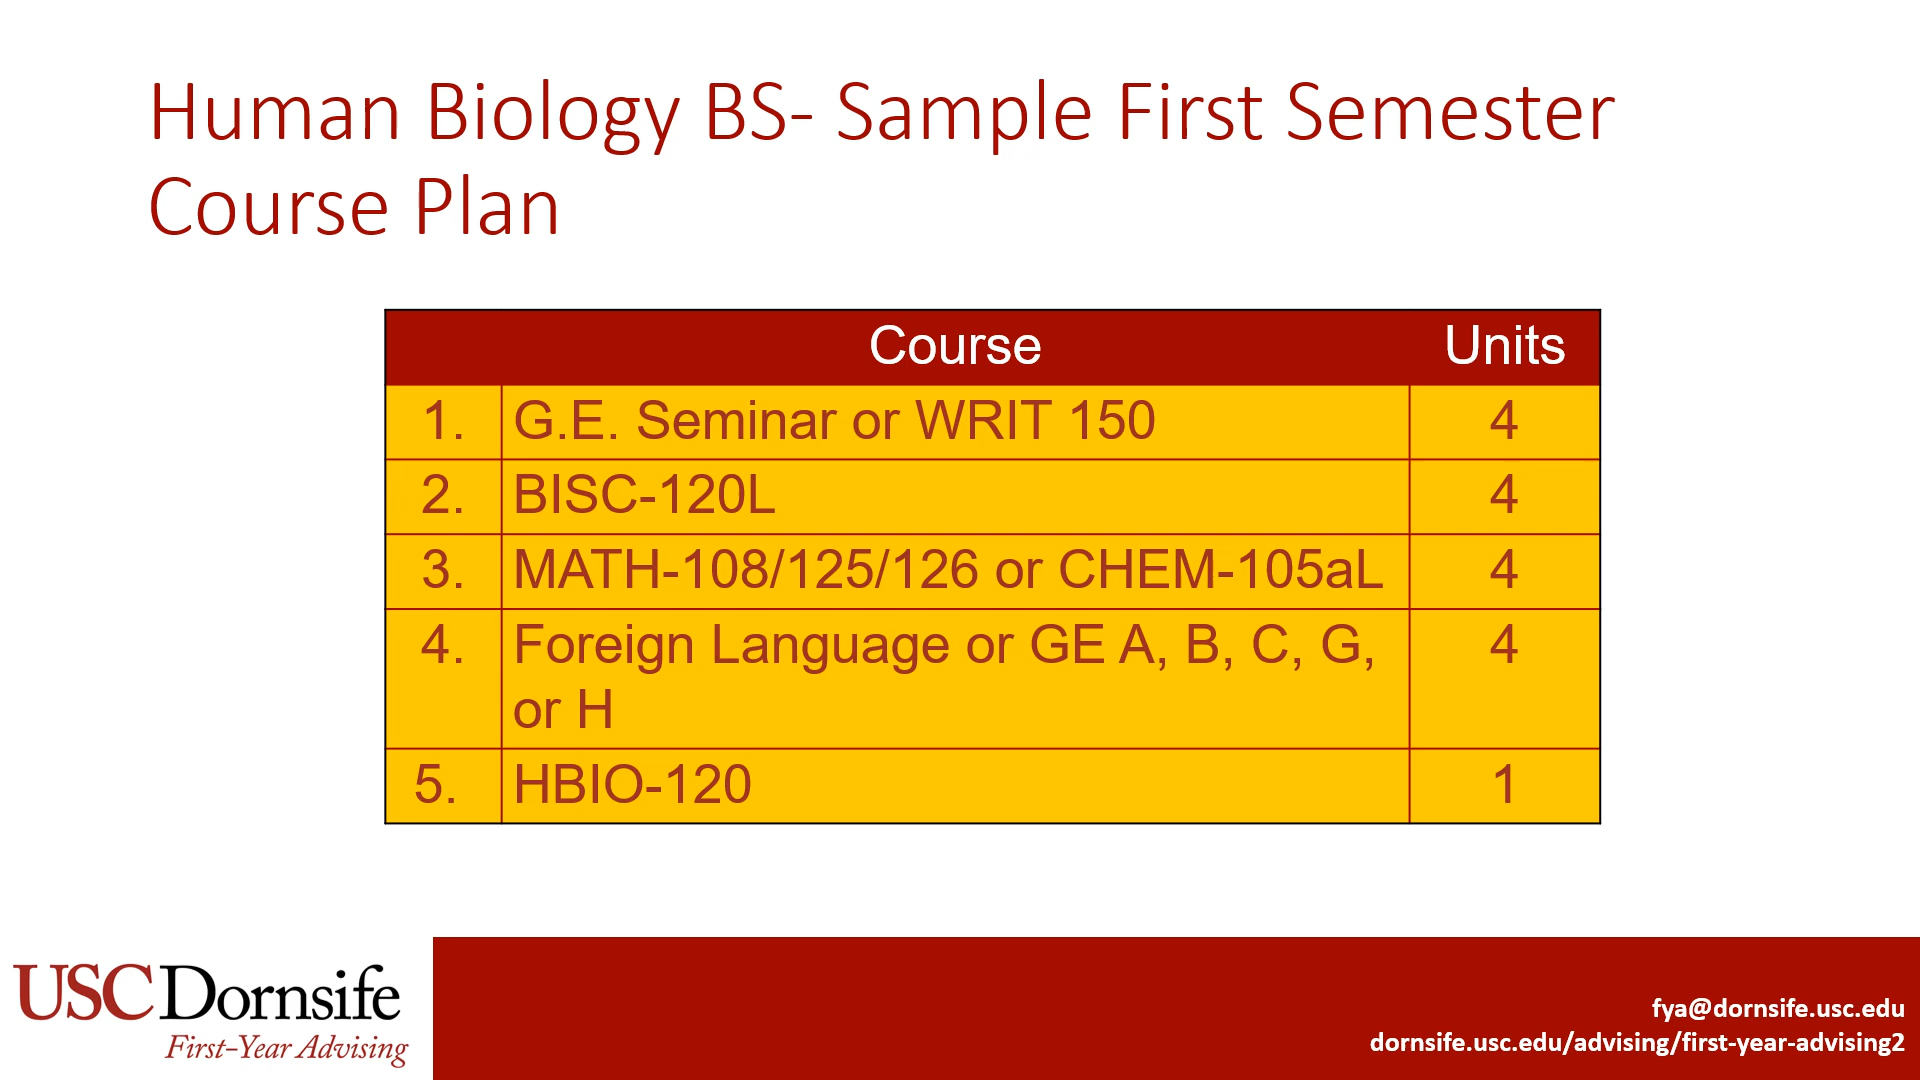 Human Biology BS- Sample First Semester
Course Plan
Course Units
1. G.E. Seminar or WRIT 150 4
2. BISC-120L 4
3. MATH-108/125/126 or CHEM-105aL 4
4. Foreign Language or GE A, B, C, G, 4
or H
5. HBIO-120 1
USC Dornsife
First-Year Advising
fya@dornsife.usc.edu
dornsife.usc.edu/advising/first-year-advising2